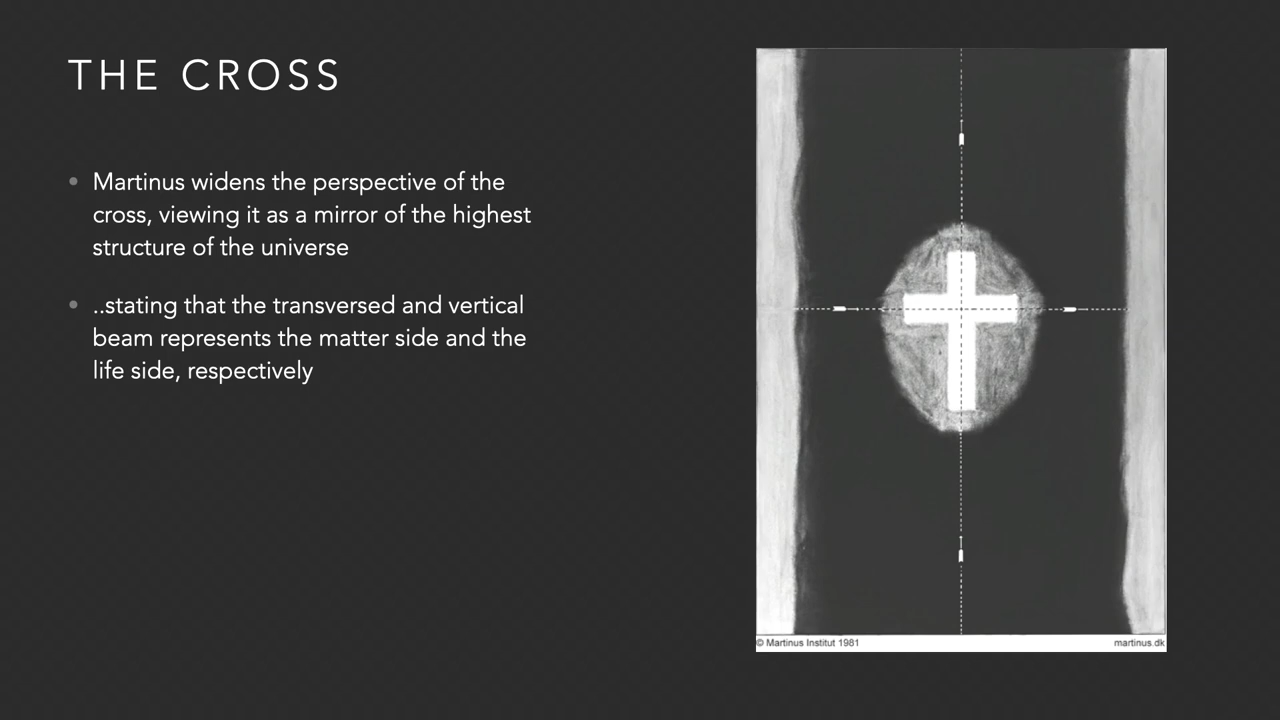 THE CROSS
• Martinus widens the perspective of the
cross, viewing it as a mirror of the highest
structure of the universe
• ..stating that the transversed and vertical
beam represents the matter side and the
life side, respectively
© Martinus Institut 1981
martinus.dk